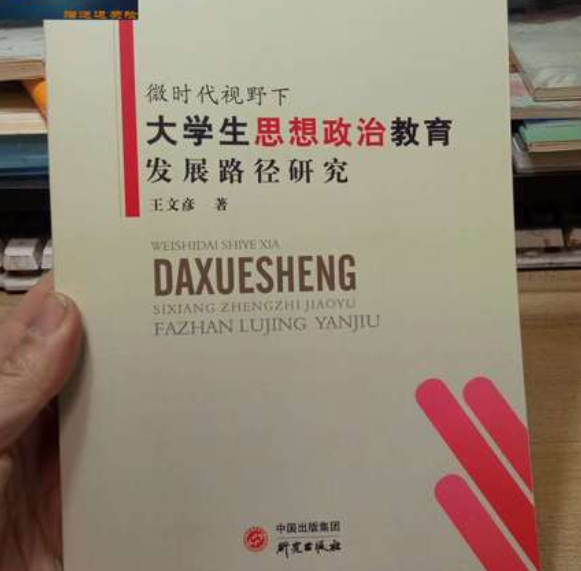 微时代视野下
大学生思想政治教育
发展路径研究
王文彦 著
WEISHIDAI SHIYE XIA
DAXUESHENG
SIXIANG ZHENGZHI JIAOYU
FAZHAN LUJING YANJIU
中国出版集团
研究出版社